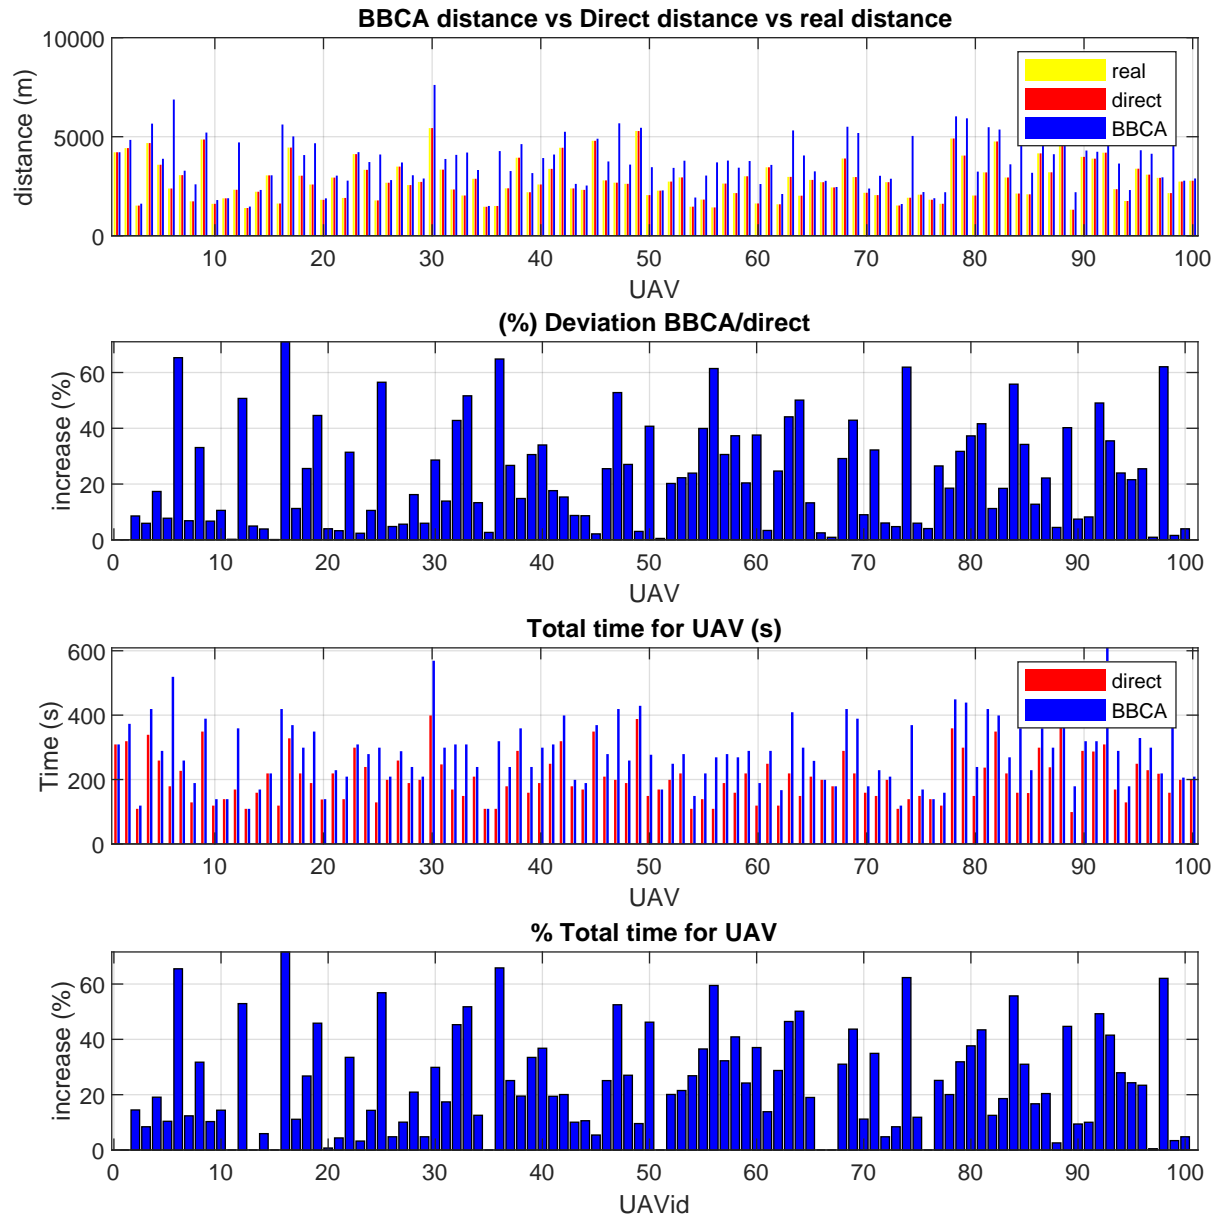 BBCA distance vs Direct distance vs real distance
10000
5000
0
distance (m)
real
direct
BBCA
10 20 30 40 50 60 70 80 90 100
UAV
(%) Deviation BBCA/direct
60
40
20
0
increase (%)
0 10 20 30 40 50 60 70 80 90 100
UAV
Total time for UAV (s)
600
400
200
0
Time (s)
direct
BBCA
10 20 30 40 50 60 70 80 90 100
UAV
% Total time for UAV
60
40
20
0
increase (%)
0 10 20 30 40 50 60 70 80 90 100
UAVid